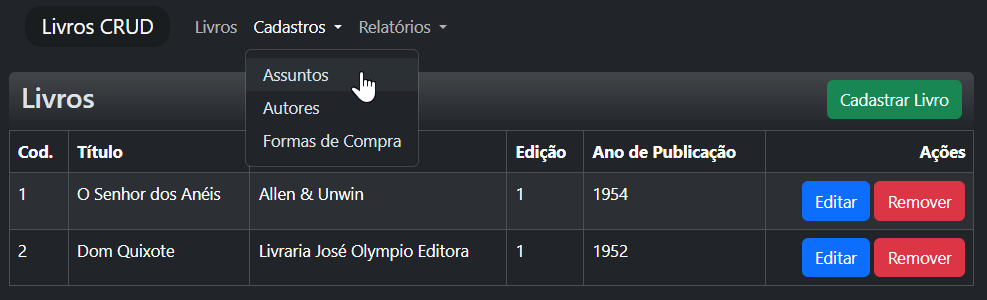 Livros CRUD Livros Cadastros Relatórios
Assuntos
Autores
Formas de Compra
Livros Cadastrar Livro
Cod. Título Edição Ano de Publicação Ações
1 O Senhor dos Anéis Allen & Unwin 1 1954 Editar Remover
2 Dom Quixote Livraria José Olympio Editora 1 1952 Editar Remover